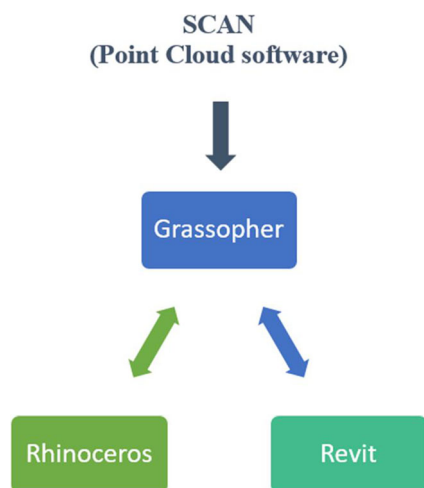 SCAN
(Point Cloud software)
Grassopher
Rhinoceros
Revit